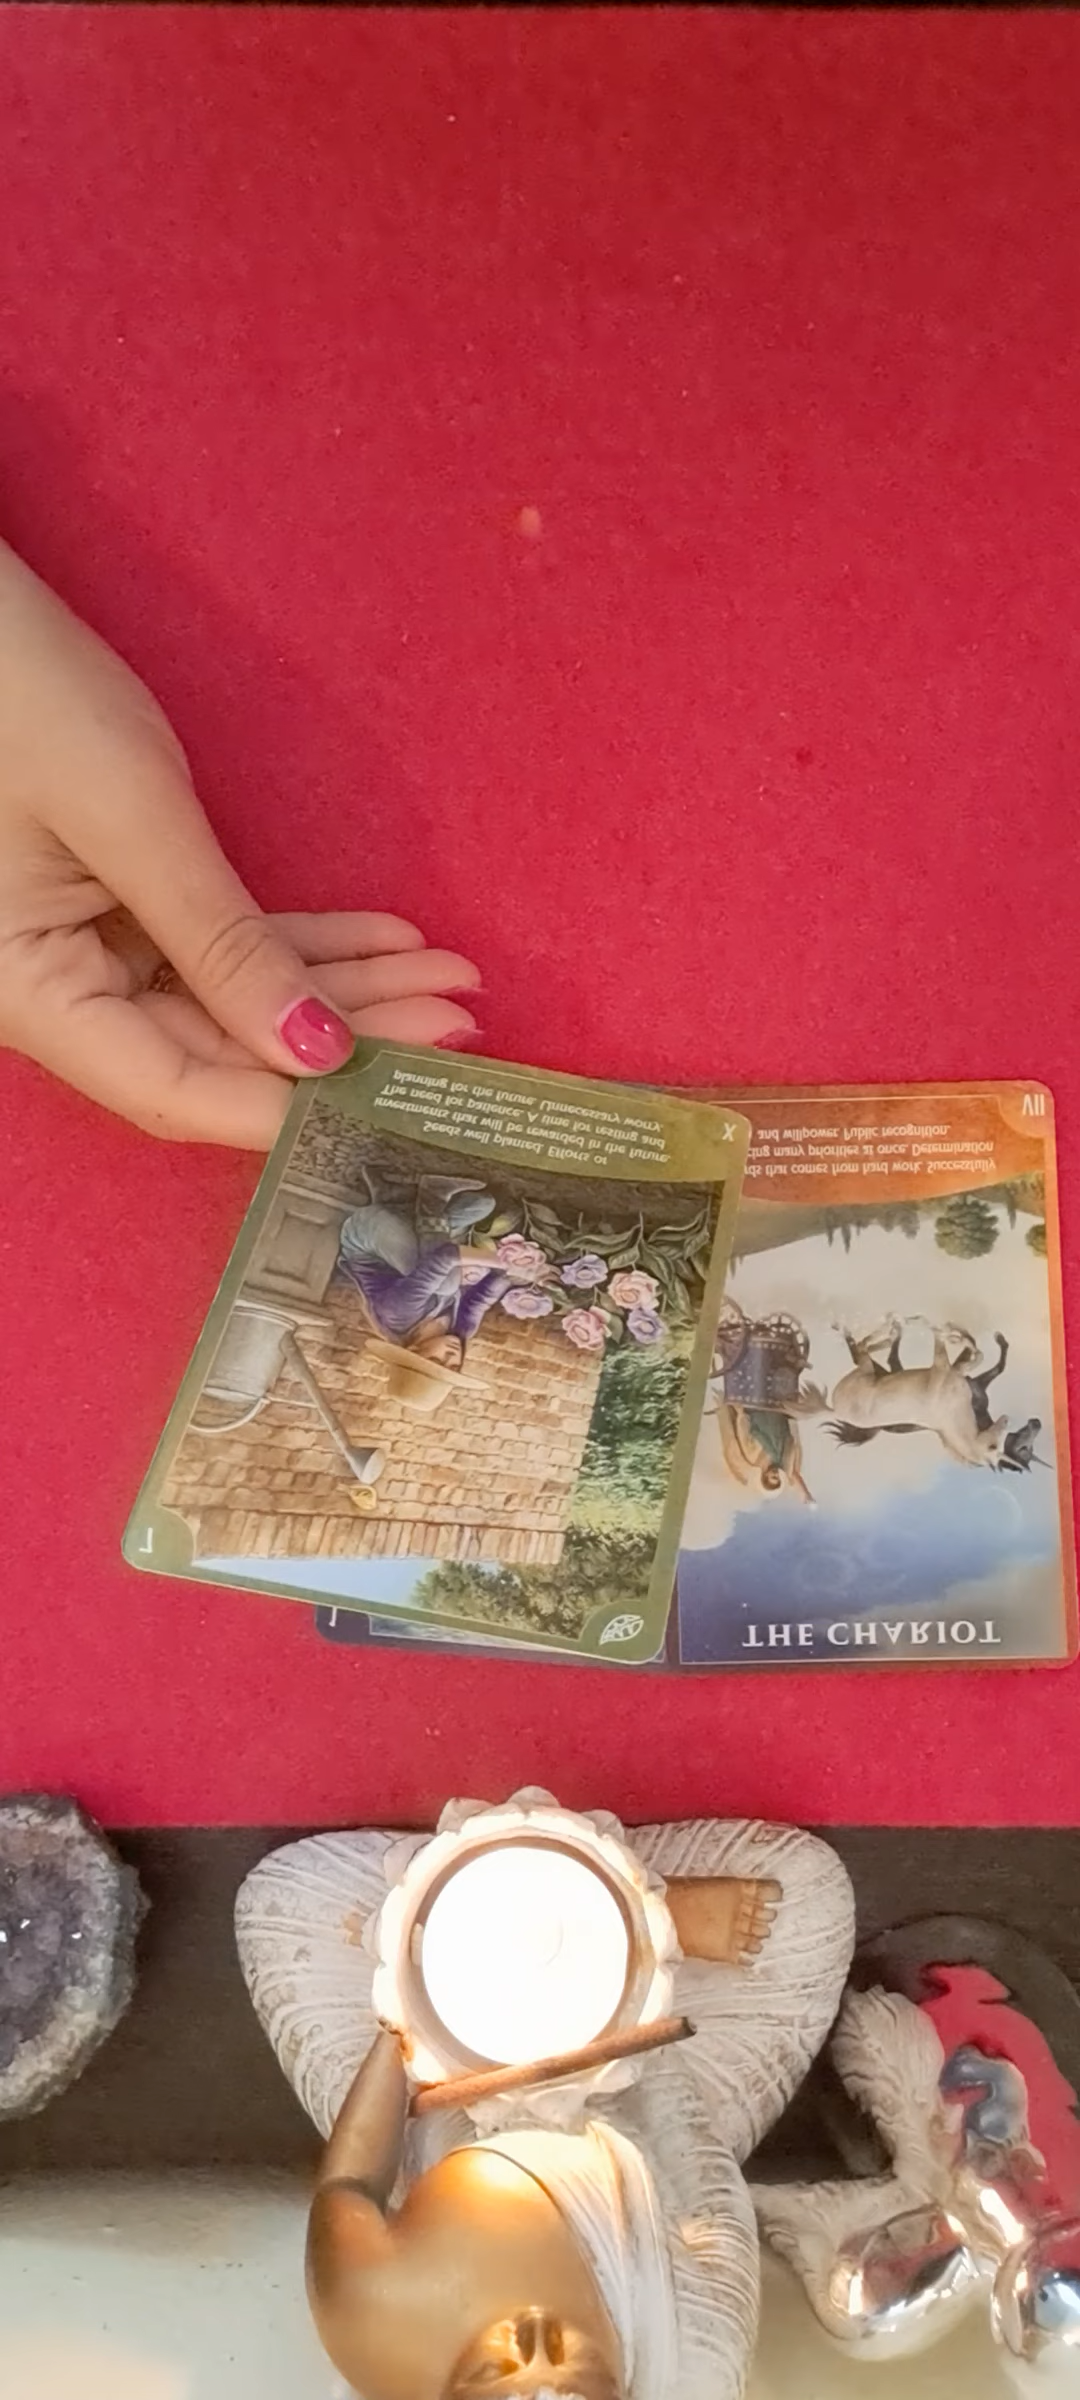 7
Seeds well planted. Efforts or
investments that will be rewarded in the future.
The need for patience. A time for resting and
planning for the future. Unnecessary worry.
X
THE CHARIOT
that comes from hard work. Successfully
many priorities at once. Determination
and willpower. Public recognition.
VII